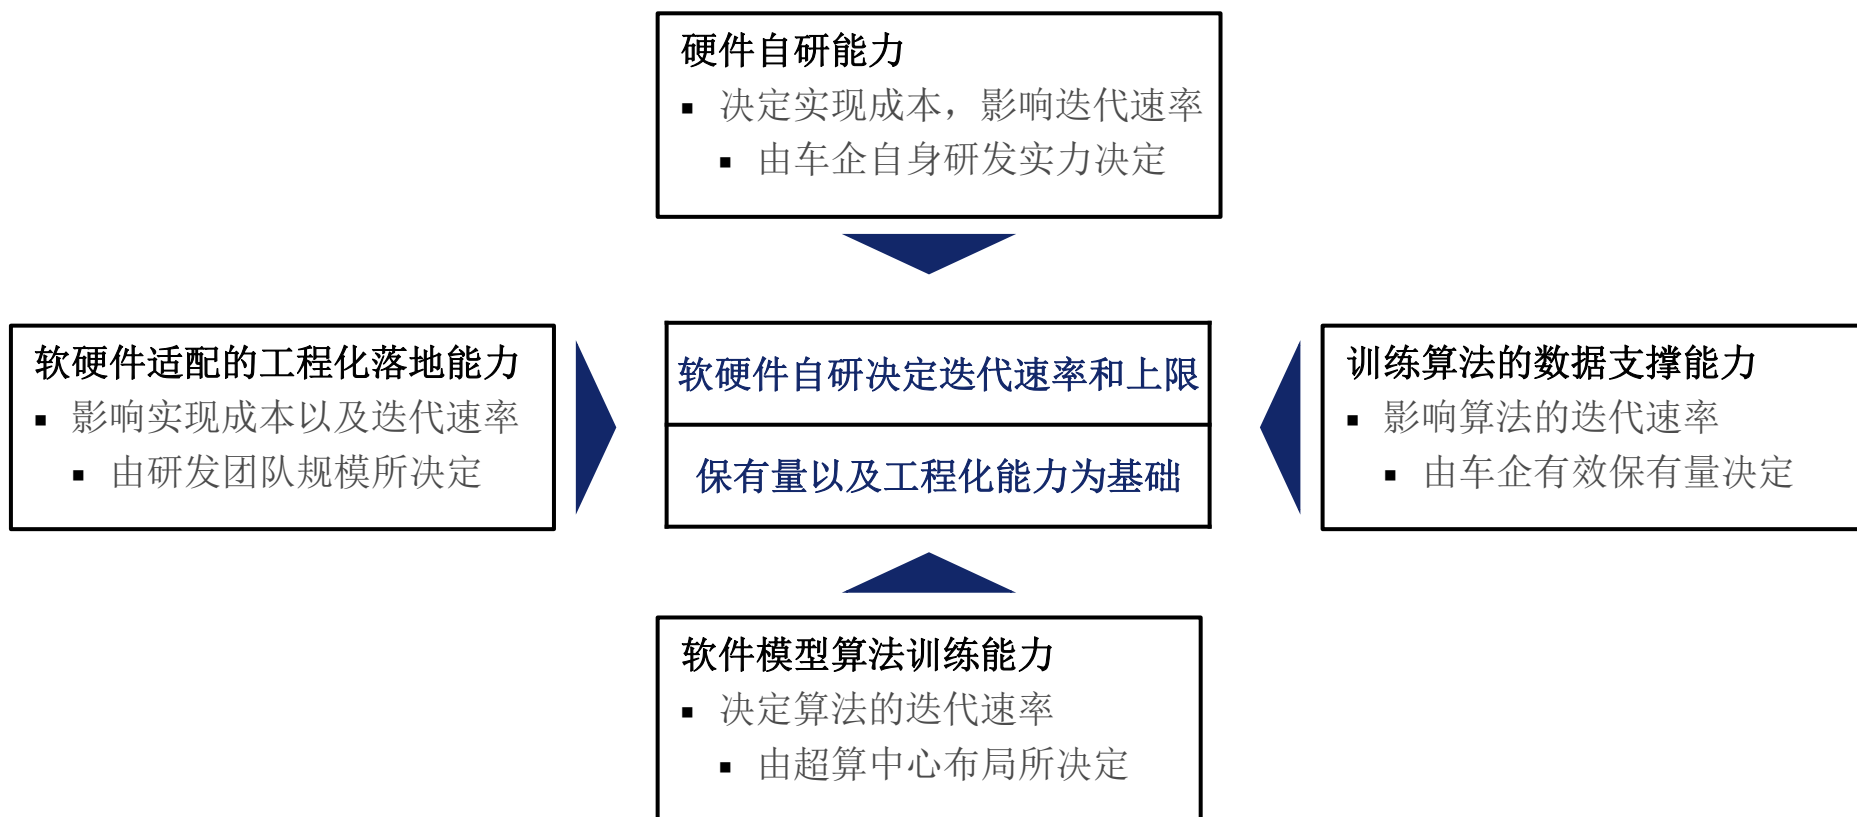 硬件自研能力
▪ 决定实现成本，影响迭代速率
▪ 由车企自身研发实力决定
软硬件适配的工程化落地能力
▪ 影响实现成本以及迭代速率
▪ 由研发团队规模所决定
软硬件自研决定迭代速率和上限
保有量以及工程化能力为基础
训练算法的数据支撑能力
▪ 影响算法的迭代速率
▪ 由车企有效保有量决定
软件模型算法训练能力
▪ 决定算法的迭代速率
▪ 由超算中心布局所决定